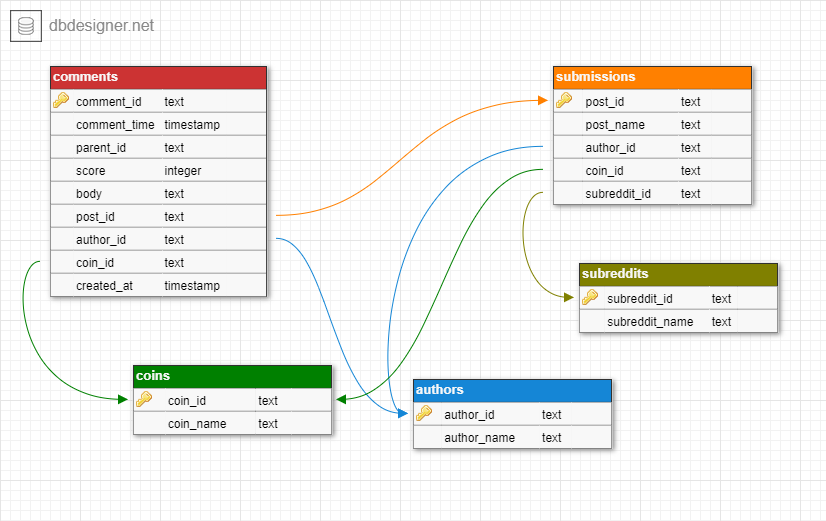 dbdesigner.net
comments
comment_id text
comment_time timestamp
parent_id text
score integer
body text
post_id text
author_id text
coin_id text
created_at timestamp
submissions
post_id text
post_name text
author_id text
coin_id text
subreddit_id text
subreddits
subreddit_id text
subreddit_name text
coins
coin_id text
coin_name text
authors
author_id text
author_name text